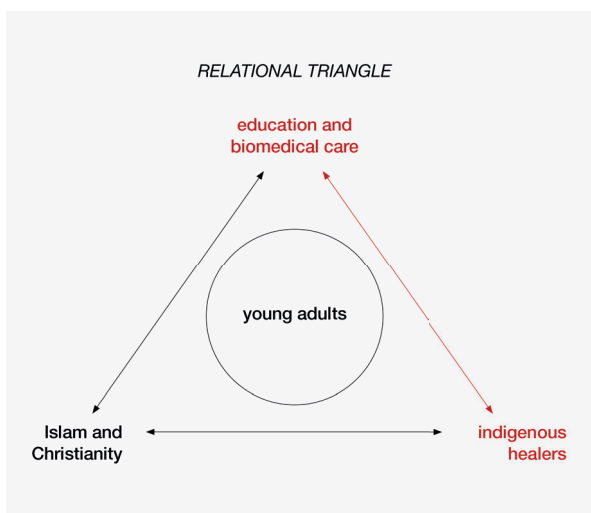 RELATIONAL TRIANGLE
education and
biomedical care
young adults
Islam and
Christianity
indigenous
healers